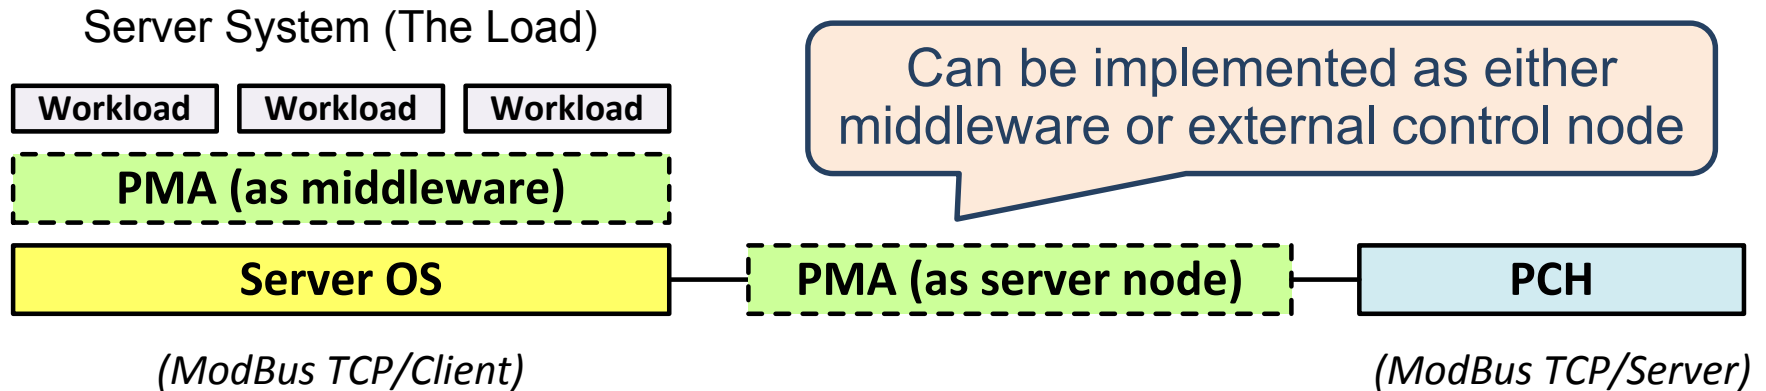 Server System (The Load)
Workload Workload Workload
PMA (as middleware)
Can be implemented as either
middleware or external control node
Server OS
PMA (as server node)
PCH
(ModBus TCP/Client)
(ModBus TCP/Server)